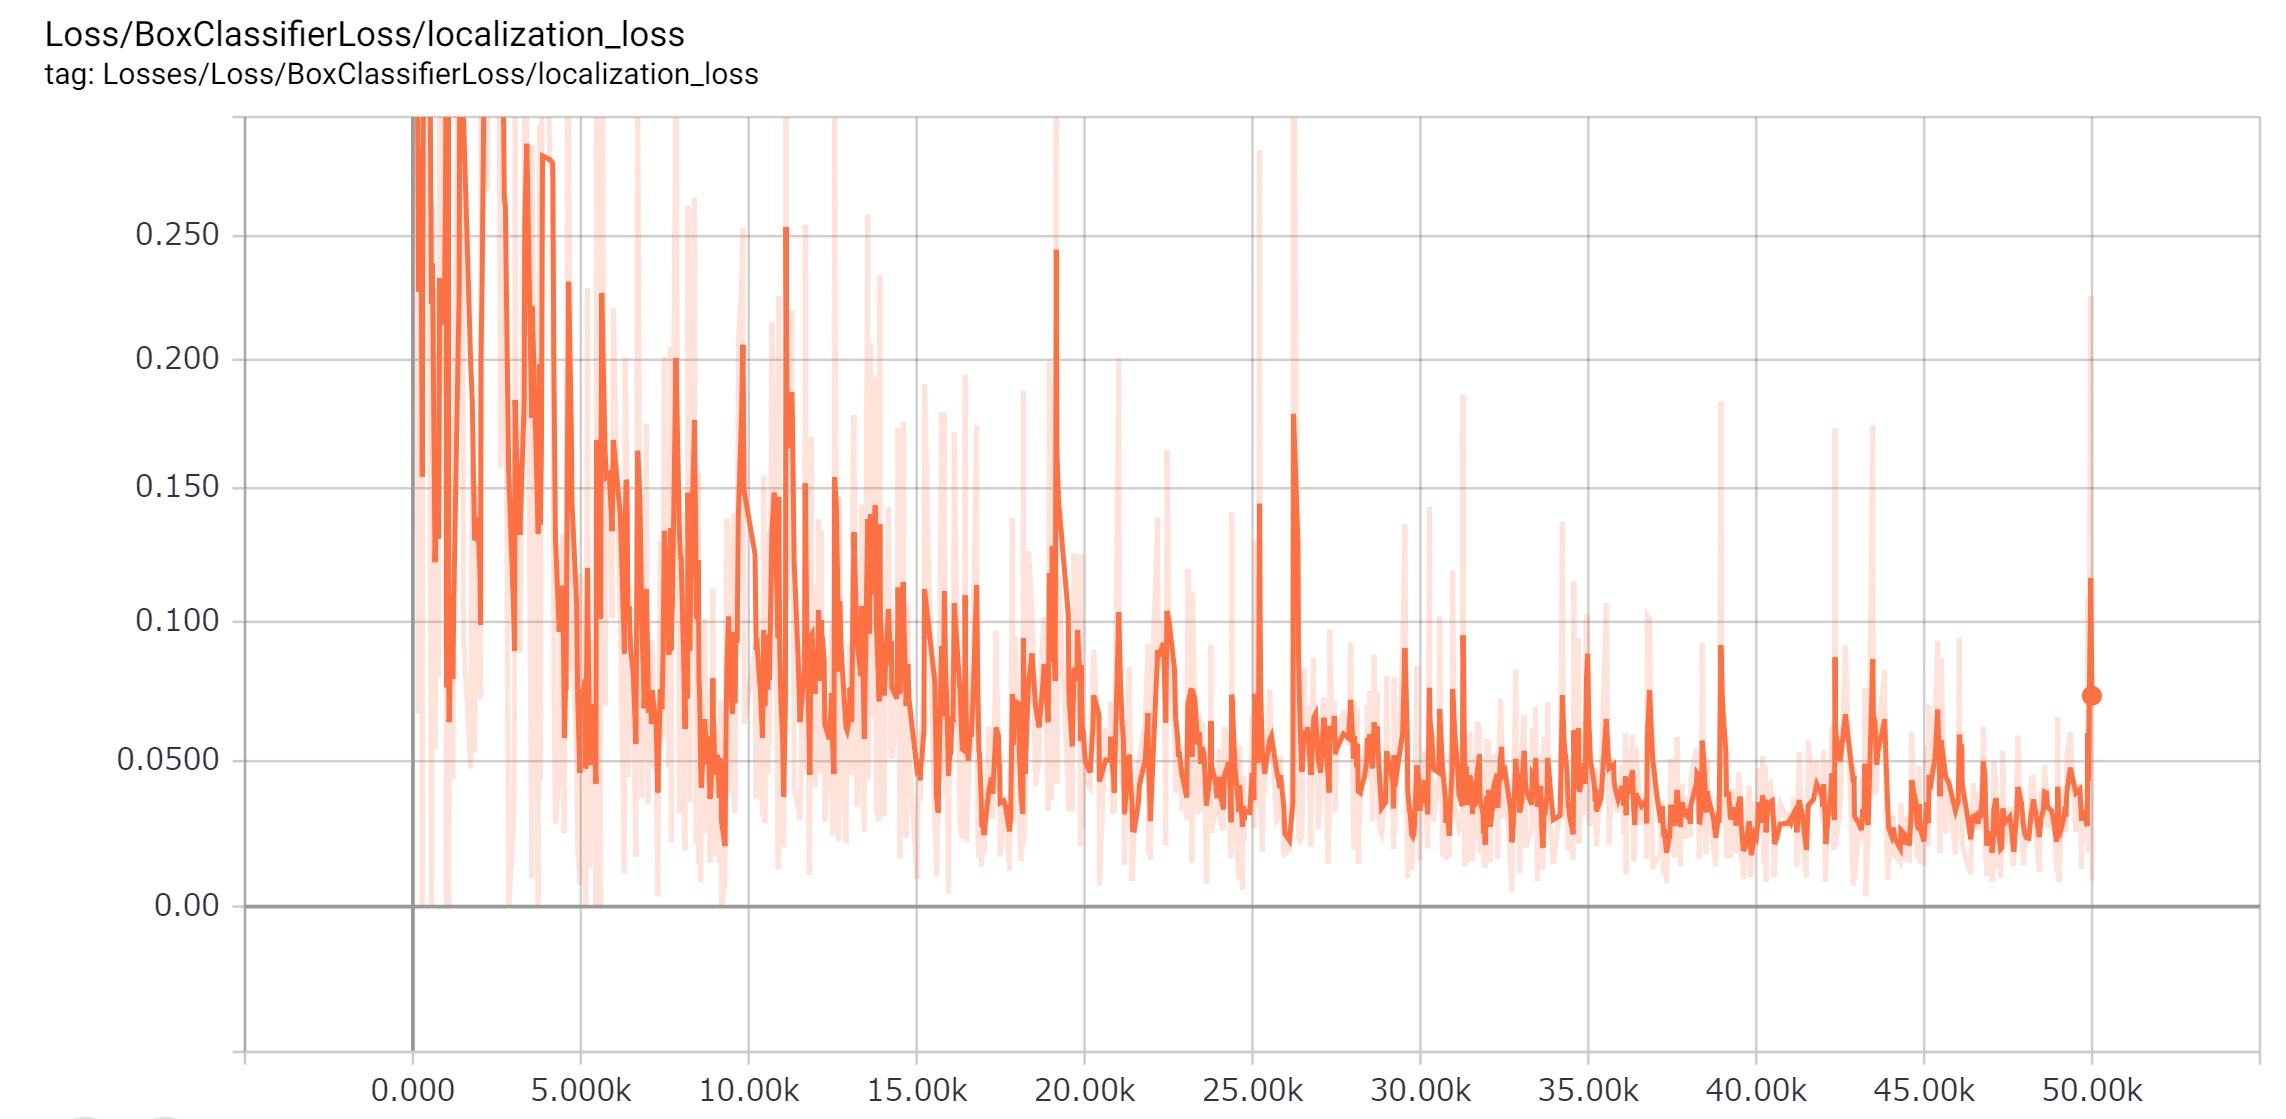 Loss/BoxClassifierLoss/localization_loss
tag: Losses/Loss/BoxClassifierLoss/localization_loss
0.250
0.200
0.150
0.100
0.0500
0.00
0.000 5.000k 10.00k 15.00k 20.00k 25.00k 30.00k 35.00k 40.00k 45.00k 50.00k